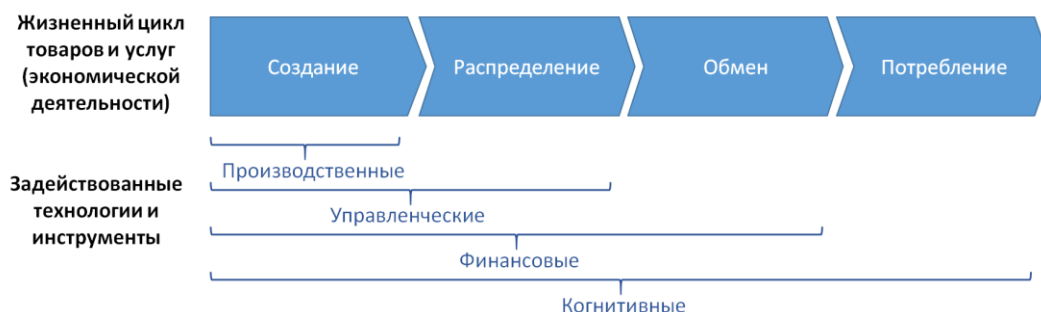 Жизненный цикл
товаров и услуг
(экономической
деятельности)
Создание
Распределение
Обмен
Потребление
Задействованные
технологии и
инструменты
Производственные
Управленческие
Финансовые
Когнитивные